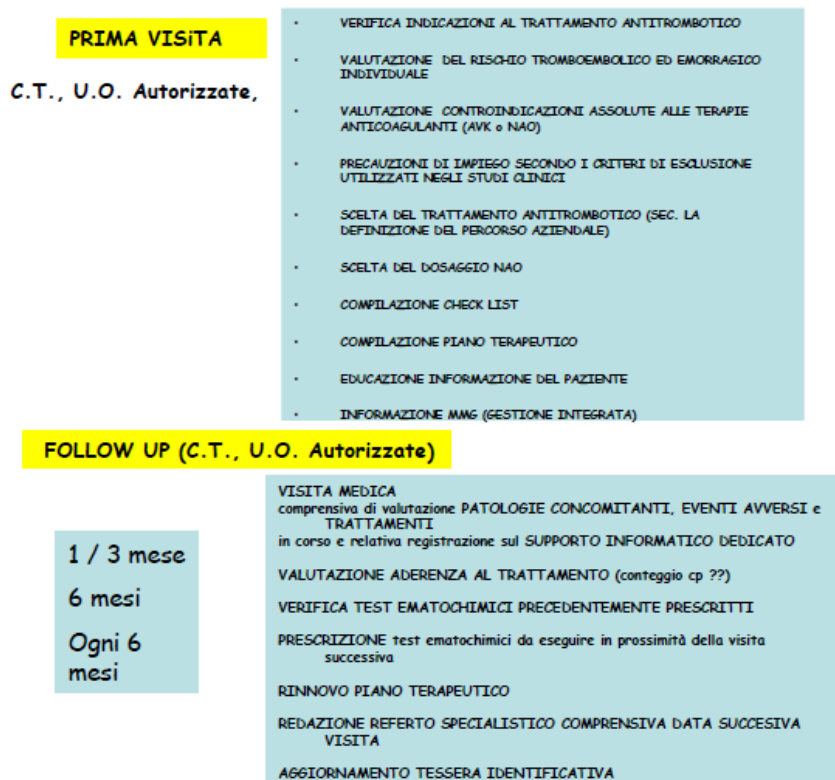 PRIMA VISiTA
C.T., U.O. Autorizzate,
• VERIFICA INDICAZIONI AL TRATTAMENTO ANTITROMBOTICO
• VALUTAZIONE DEL RISCHIO TROMBOEMBOLICO ED EMORRAGICO
INDIVIDUALE
• VALUTAZIONE CONTROINDICAZIONI ASSOLUTE ALLE TERAPIE
ANTICOAGULANTI (AVK o NAO)
• PRECAUZIONI DI IMPIEGO SECONDO I CRITERI DI ESCLUSIONE
UTILIZZATI NEGLI STUDI CLINICI
• SCELTA DEL TRATTAMENTO ANTITROMBOTICO (SEC. LA
DEFINIZIONE DEL PERCORSO AZIENDALE)
• SCELTA DEL DOSAGGIO NAO
• COMPILAZIONE CHECK LIST
• COMPILAZIONE PIANO TERAPEUTICO
• EDUCAZIONE INFORMAZIONE DEL PAZIENTE
• INFORMAZIONE MMG (GESTIONE INTEGRATA)
FOLLOW UP (C.T., U.O. Autorizzate)
1 / 3 mese
6 mesi
Ogni 6
mesi
VISITA MEDICA
comprensiva di valutazione PATOLOGIE CONCOMITANTI, EVENTI AVVERSI e
TRATTAMENTI
in corso e relativa registrazione sul SUPPORTO INFORMATICO DEDICATO
VALUTAZIONE ADERENZA AL TRATTAMENTO (conteggio cp ??)
VERIFICA TEST EMATOCHIMICI PRECEDENTEMENTE PRESCRITTI
PRESCRIZIONE test ematochimici da eseguire in prossimità della visita
successiva
RINNOVO PIANO TERAPEUTICO
REDAZIONE REFERTO SPECIALISTICO COMPRENSIVA DATA SUCCESIVA
VISITA
AGGIORNAMENTO TESSERA IDENTIFICATIVA